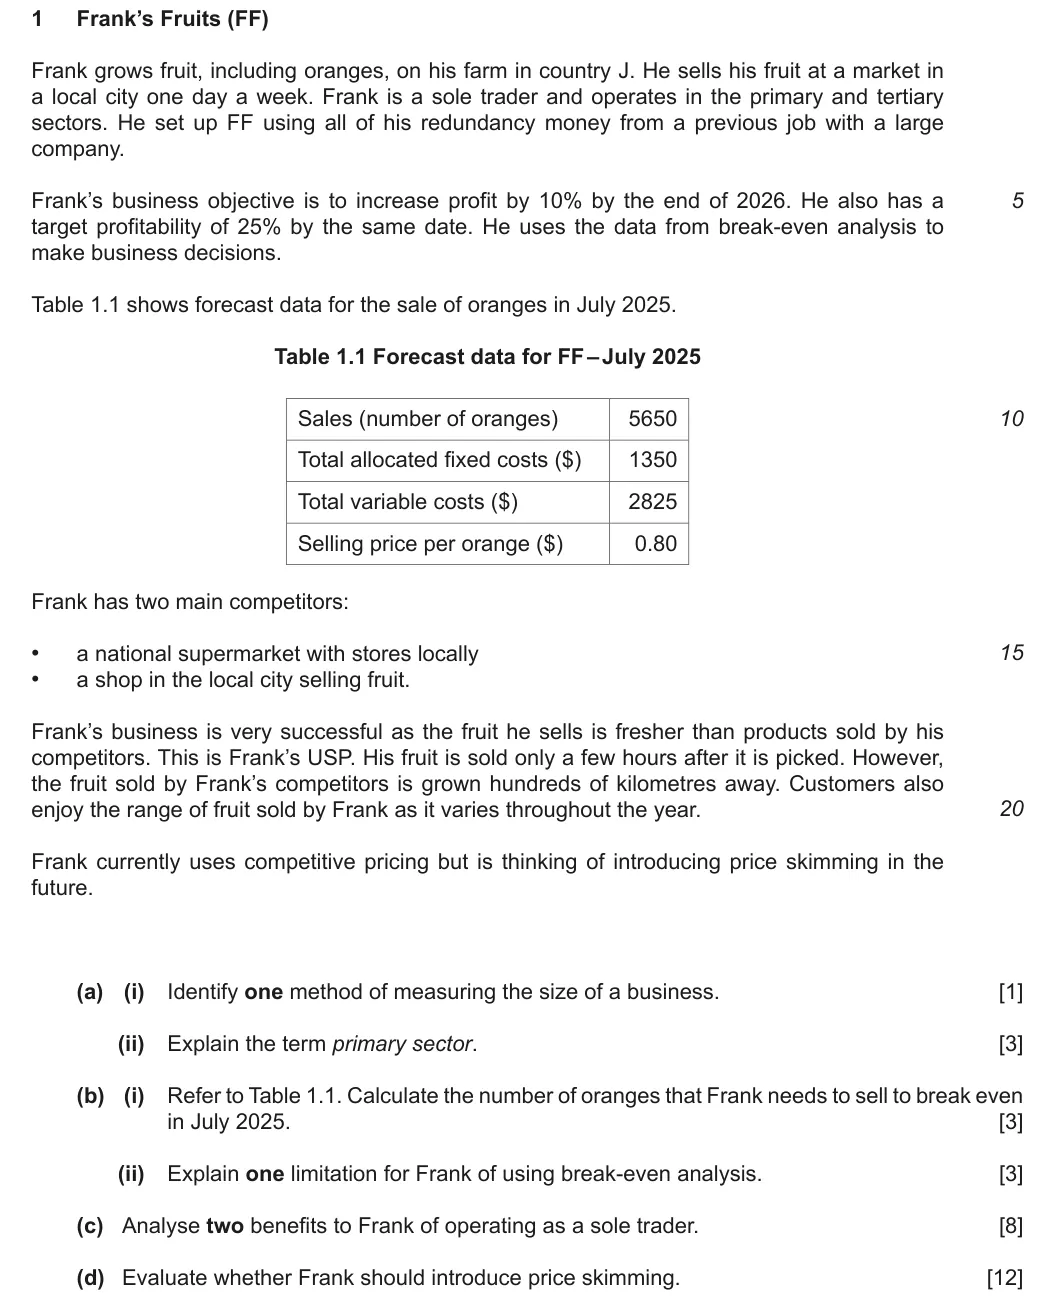 1 Frank's Fruits (FF)
Frank grows fruit, including oranges, on his farm in country J. He sells his fruit at a market in
a local city one day a week. Frank is a sole trader and operates in the primary and tertiary
sectors. He set up FF using all of his redundancy money from a previous job with a large
company.
Frank's business objective is to increase profit by 10% by the end of 2026. He also has a 5
target profitability of 25% by the same date. He uses the data from break-even analysis to
make business decisions.
Table 1.1 shows forecast data for the sale of oranges in July 2025.
Table 1.1 Forecast data for FF – July 2025
Sales (number of oranges) 5650 10
Total allocated fixed costs ($) 1350
Total variable costs ($) 2825
Selling price per orange ($) 0.80
Frank has two main competitors:
• a national supermarket with stores locally 15
• a shop in the local city selling fruit.
Frank's business is very successful as the fruit he sells is fresher than products sold by his
competitors. This is Frank's USP. His fruit is sold only a few hours after it is picked. However,
the fruit sold by Frank's competitors is grown hundreds of kilometres away. Customers also
enjoy the range of fruit sold by Frank as it varies throughout the year. 20
Frank currently uses competitive pricing but is thinking of introducing price skimming in the
future.
(a) (i) Identify one method of measuring the size of a business. [1]
(ii) Explain the term primary sector. [3]
(b) (i) Refer to Table 1.1. Calculate the number of oranges that Frank needs to sell to break even
in July 2025. [3]
(ii) Explain one limitation for Frank of using break-even analysis. [3]
(c) Analyse two benefits to Frank of operating as a sole trader. [8]
(d) Evaluate whether Frank should introduce price skimming. [12]